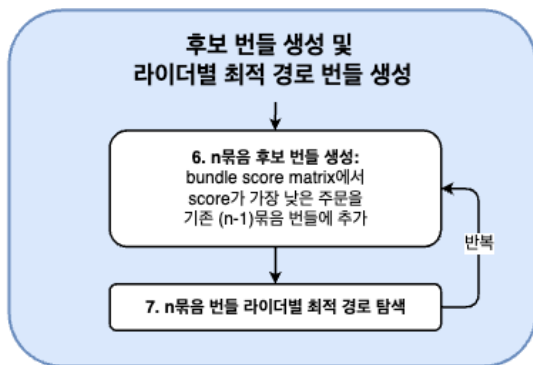 후보 번들 생성 및
라이더별 최적 경로 번들 생성
6. n묶음 후보 번들 생성:
bundle score matrix에서
score가 가장 낮은 주문을
기존 (n-1)묶음 번들에 추가
반복
7. n묶음 번들 라이더별 최적 경로 탐색